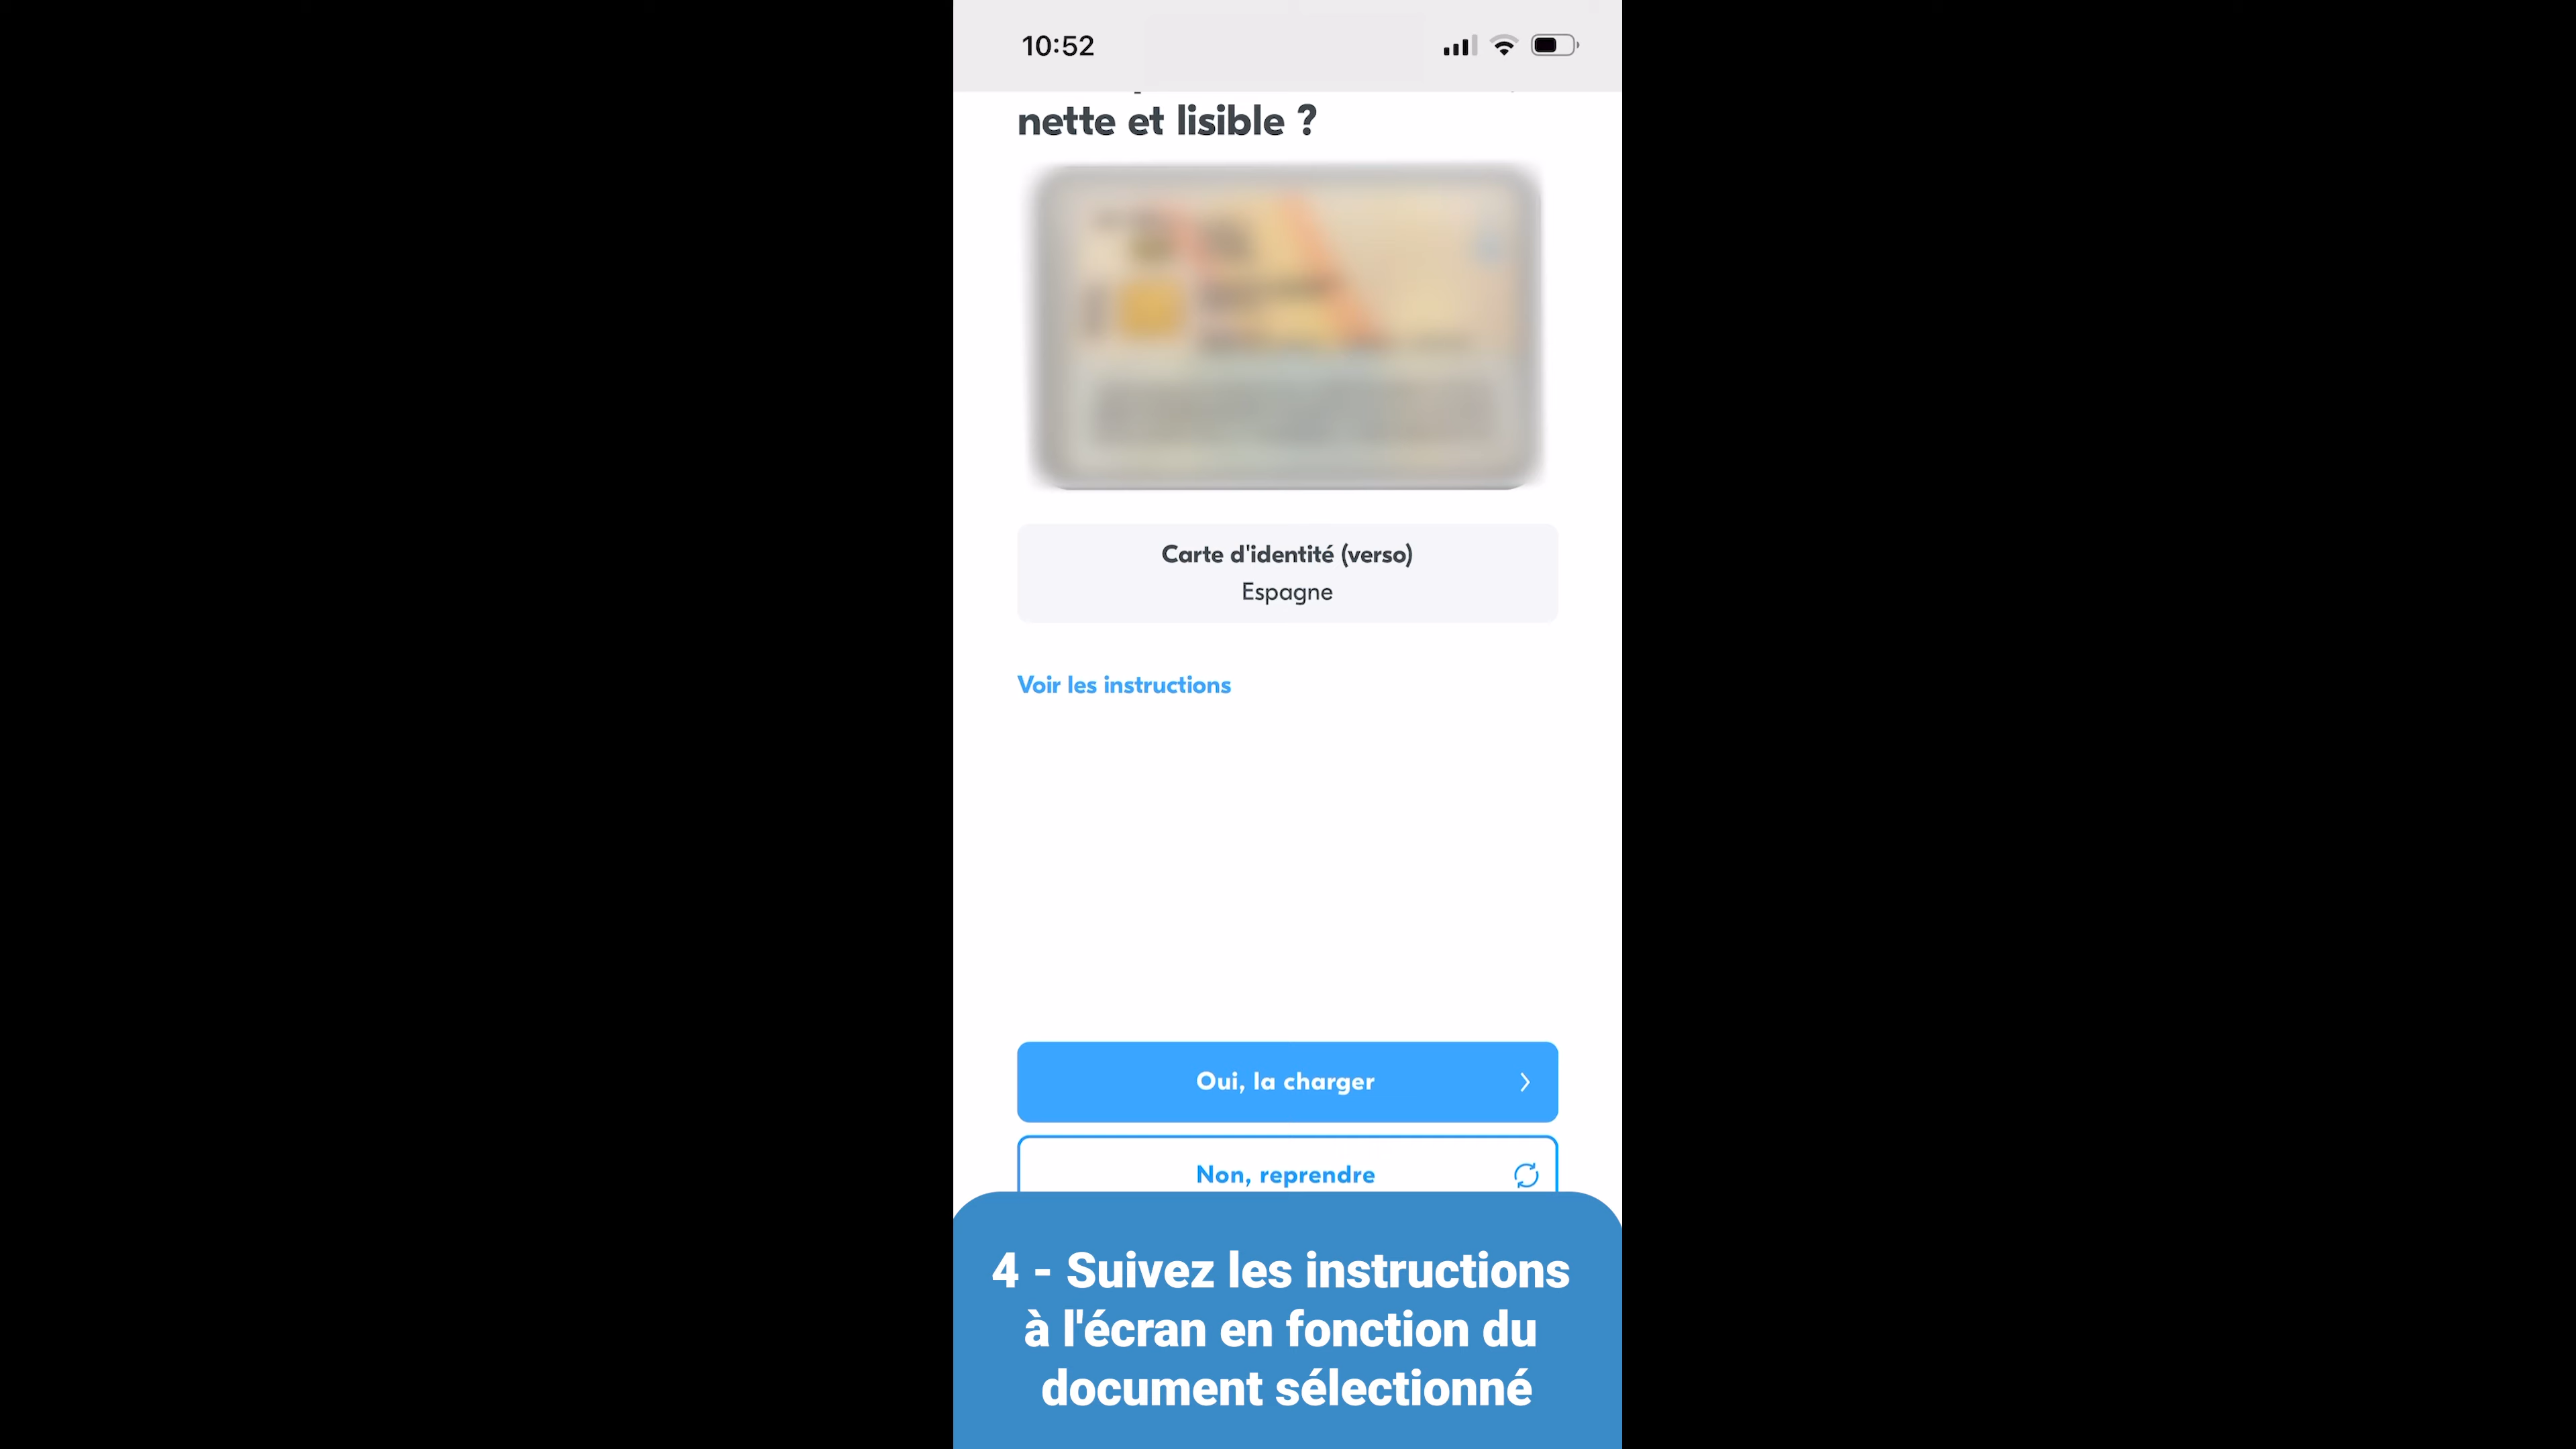 10:52
nette et lisible ?
Carte d'identité (verso)
Espagne
Voir les instructions
Oui, la charger
Non, reprendre
4 - Suivez les instructions
à l'écran en fonction du
document sélectionné